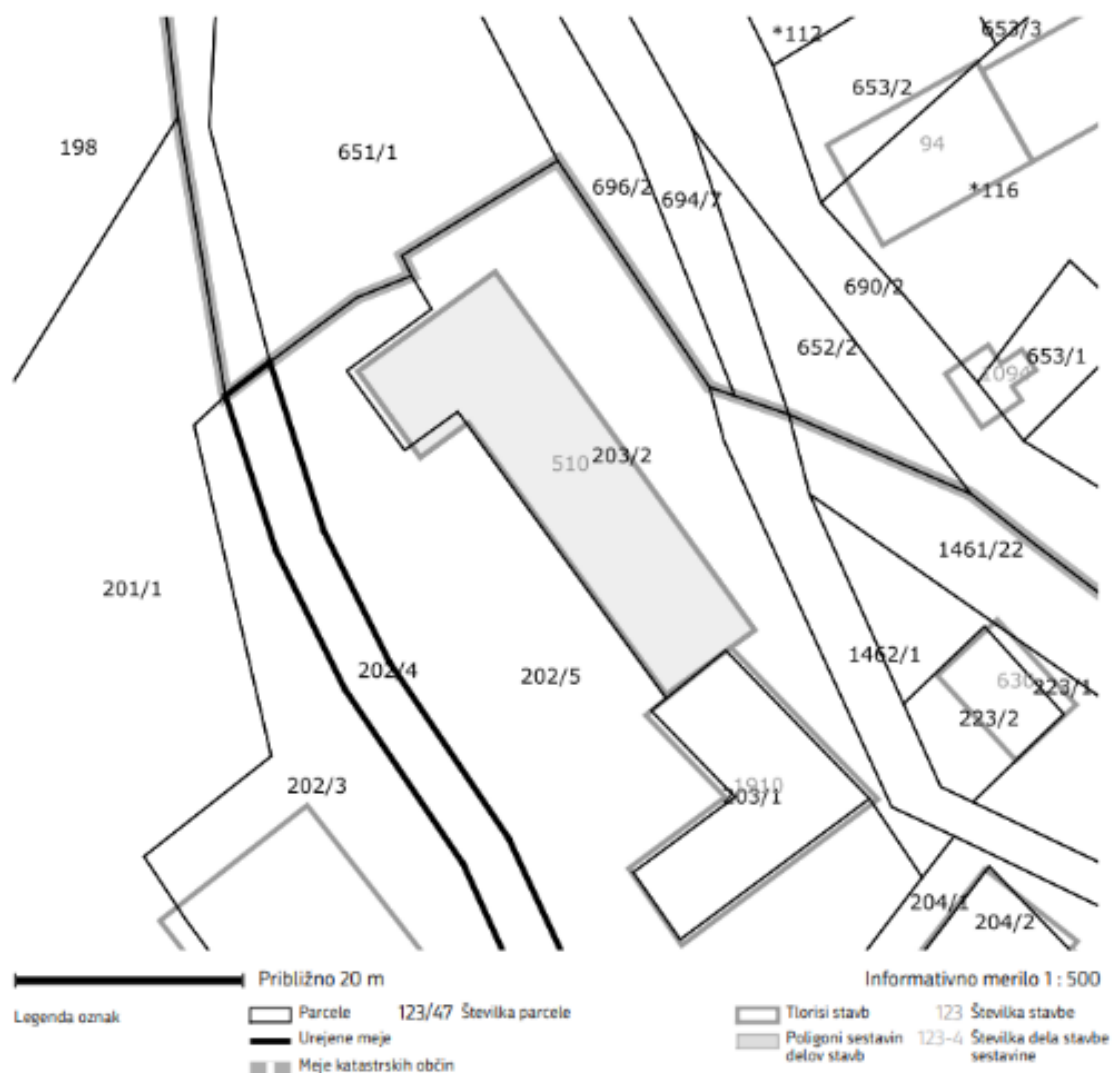 *112
653/3
653/2
94
198
651/1
696/2
694/7
*116
690/2
652/2
653/1
1094
510
203/2
1461/22
201/1
202/4
202/5
1462/1
630
223/1
223/2
202/3
1910
203/1
204/1
204/2
Približno 20 m
Informativno merilo 1 : 500
Legenda oznak
Parcele
123/47 Številka parcele
Urejene meje
Meje katastrskih občin
Tlorisi stavb
123 Številka stavbe
Poligoni sestavin
delov stavb
123-4 Številka dela stavbe
sestavine